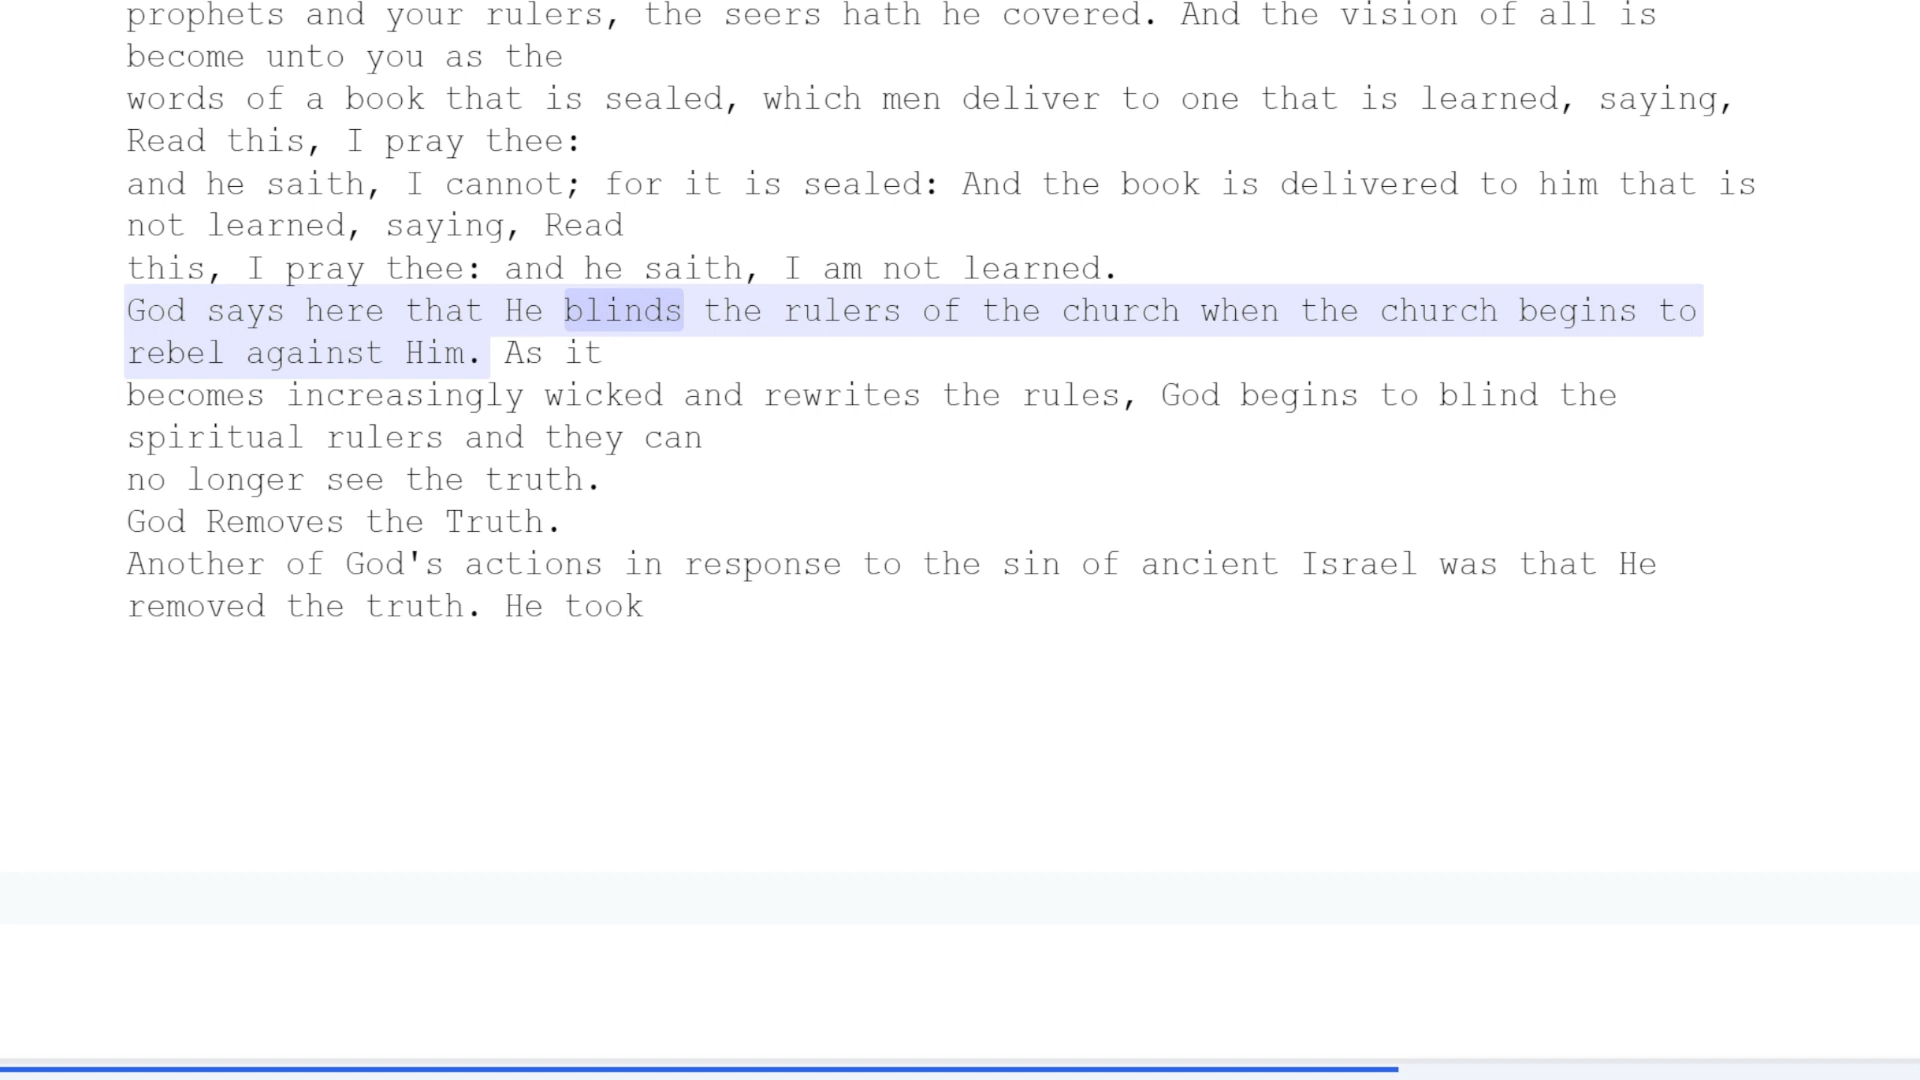 prophets and your rulers, the seers hath he covered. And the vision of all is
become unto you as the
words of a book that is sealed, which men deliver to one that is learned, saying,
Read this, I pray thee:
and he saith, I cannot; for it is sealed: And the book is delivered to him that is
not learned, saying, Read
this, I pray thee: and he saith, I am not learned.
God says here that He blinds the rulers of the church when the church begins to
rebel against Him. As it
becomes increasingly wicked and rewrites the rules, God begins to blind the
spiritual rulers and they can
no longer see the truth.
God Removes the Truth.
Another of God's actions in response to the sin of ancient Israel was that He
removed the truth. He took